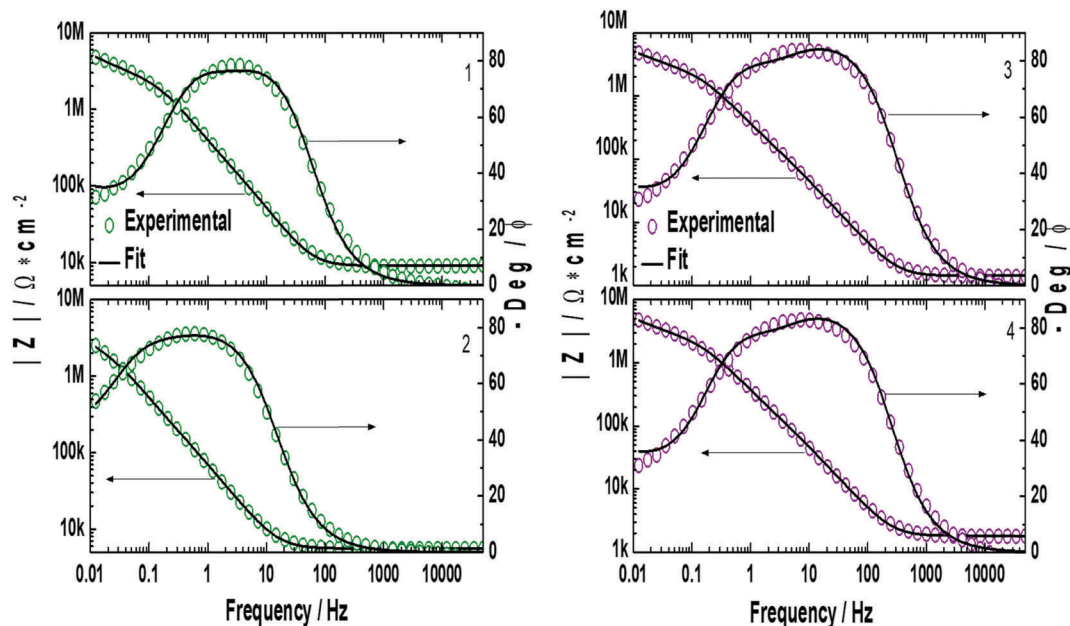 10M
1M
100k
10k
80
60
40
20
0
1
Experimental
Fit
10M
1M
100k
10k
80
60
40
20
0
2
0.01 0.1 1 10 100 1000 10000
Frequency / Hz
| Z | / Ω * c m -2
- Deg / ϕ
10M
1M
100k
10k
1k
80
60
40
20
0
3
Experimental
Fit
10M
1M
100k
10k
1k
80
60
40
20
0
4
0.01 0.1 1 10 100 1000 10000
Frequency / Hz
| Z | / Ω * c m -2
- Deg / ϕ